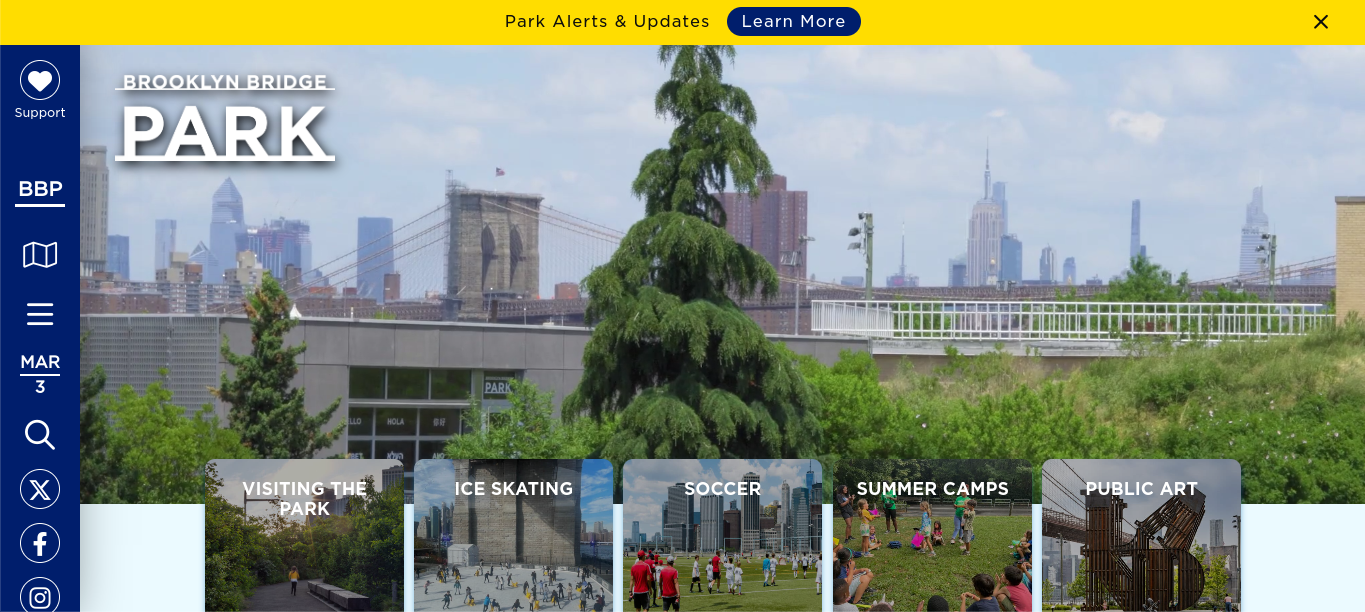 Park Alerts & Updates Learn More
Support
BBP
MAR
3
BROOKLYN BRIDGE
PARK
PARK
HOLA
VISITING THE
PARK
ICE SKATING
SOCCER
SUMMER CAMPS
PUBLIC ART